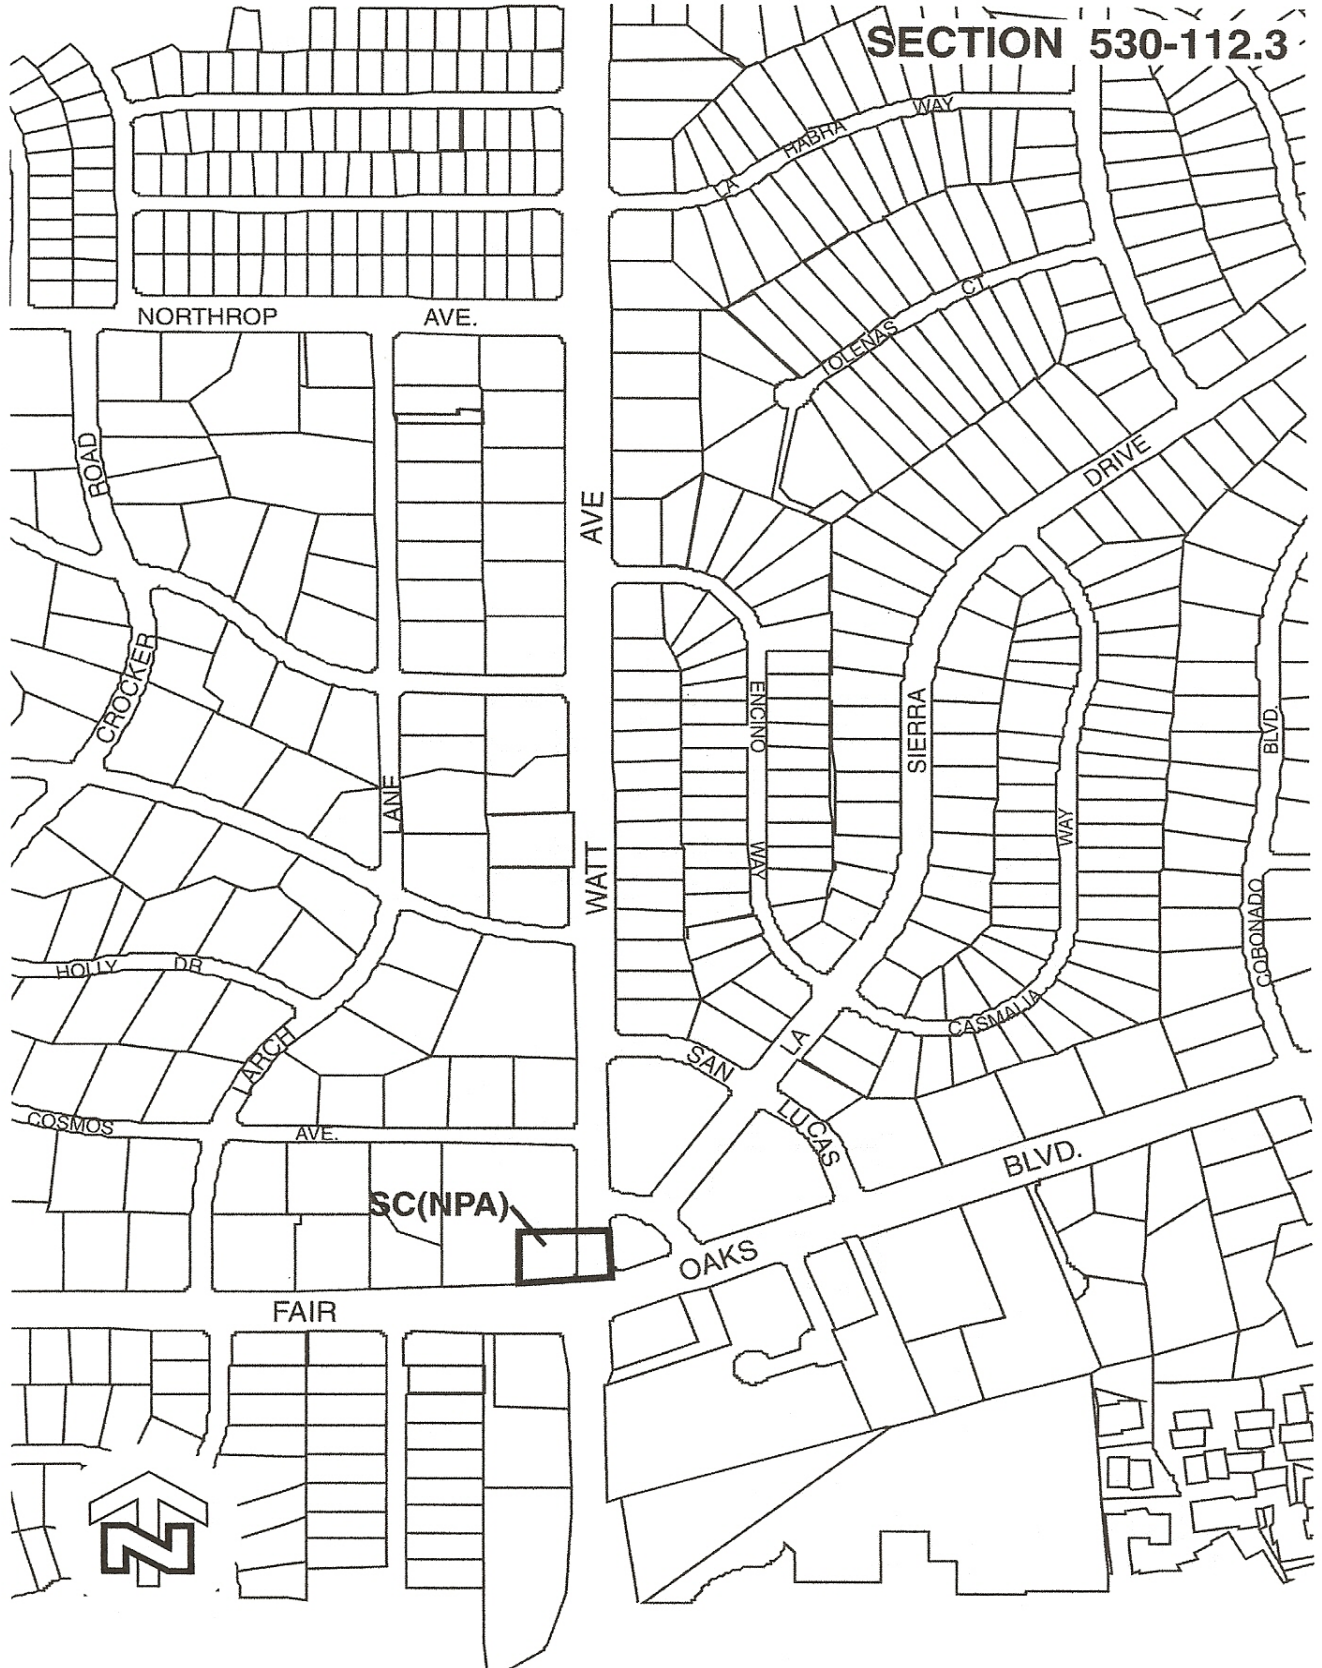 SECTION 530-112.3
LA HABRA WAY
TOLENAS CT.
NORTHROP AVE.
DRIVE
ROAD
AVE
CROCKER
ENCINO
SIERRA
BLVD.
LANE
WATT
WAY
WAY
CORONADO
HOLLY DR
CASMALIA
LARCH
SAN
LA
LUCAS
COSMOS
AVE.
BLVD.
SC(NPA)
OAKS
FAIR
N